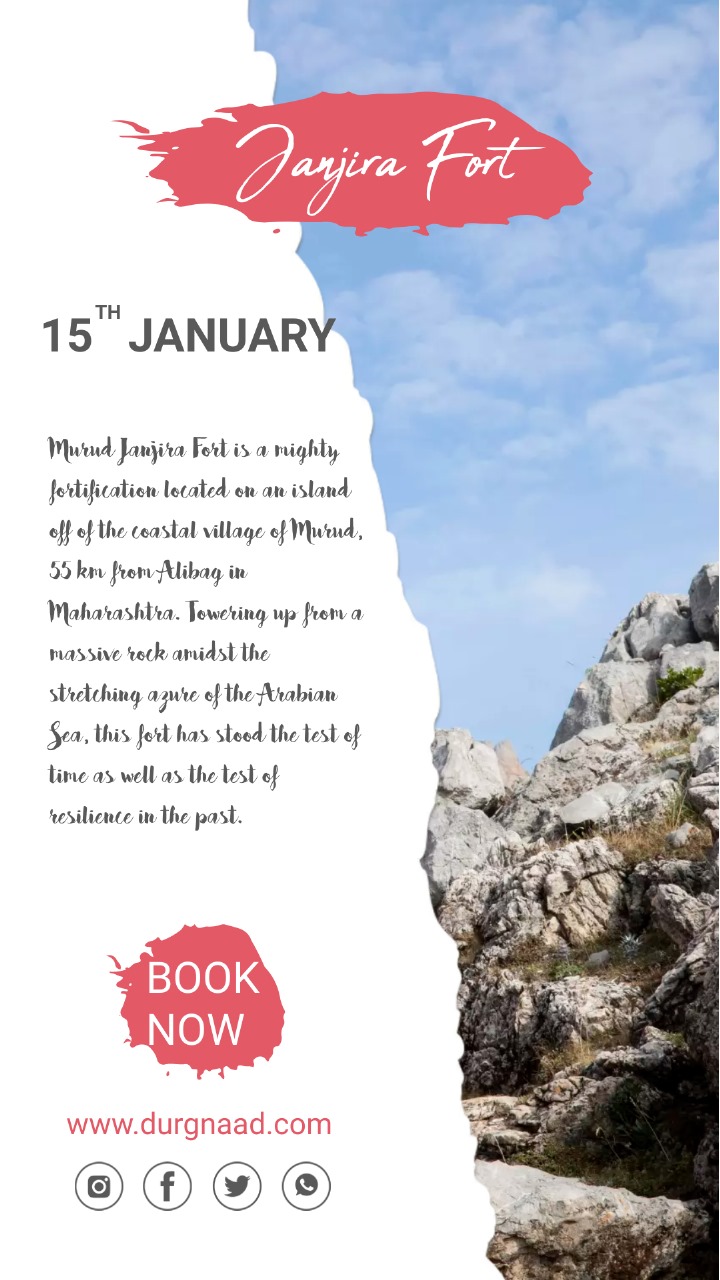 Janjira Fort
15TH JANUARY
Murud Janjira Fort is a mighty
fortification located on an island
off of the coastal village of Murud,
55 km from Alibag in
Maharashtra. Towering up from a
massive rock amidst the
stretching azure of the Arabian
Sea, this fort has stood the test of
time as well as the test of
resilience in the past.
BOOK
NOW
www.durgnaad.com